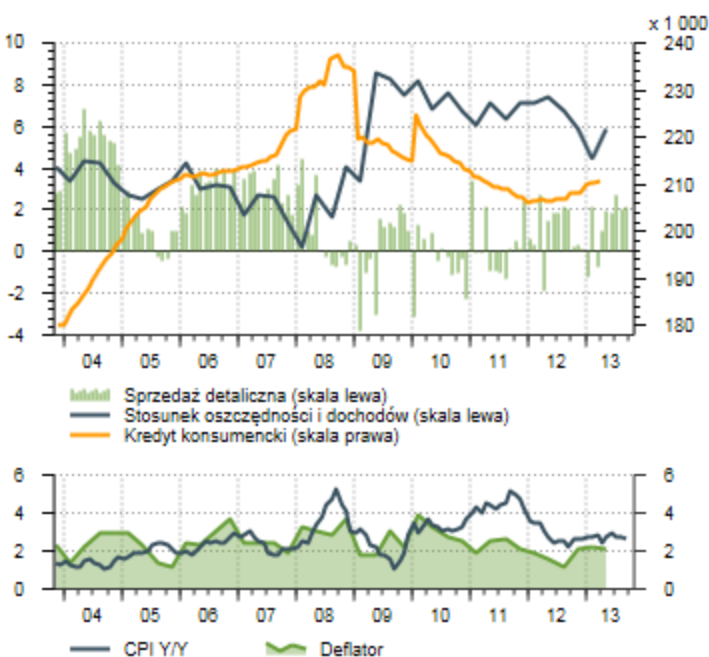 x 1 000
10 240
8 230
6 220
4 210
2 200
0 190
-2 180
-4
04 05 06 07 08 09 10 11 12 13
Sprzedaż detaliczna (skala lewa)
Stosunek oszczędności i dochodów (skala lewa)
Kredyt konsumencki (skala prawa)
6 6
4 4
2 2
0 0
04 05 06 07 08 09 10 11 12 13
CPI Y/Y Deflator